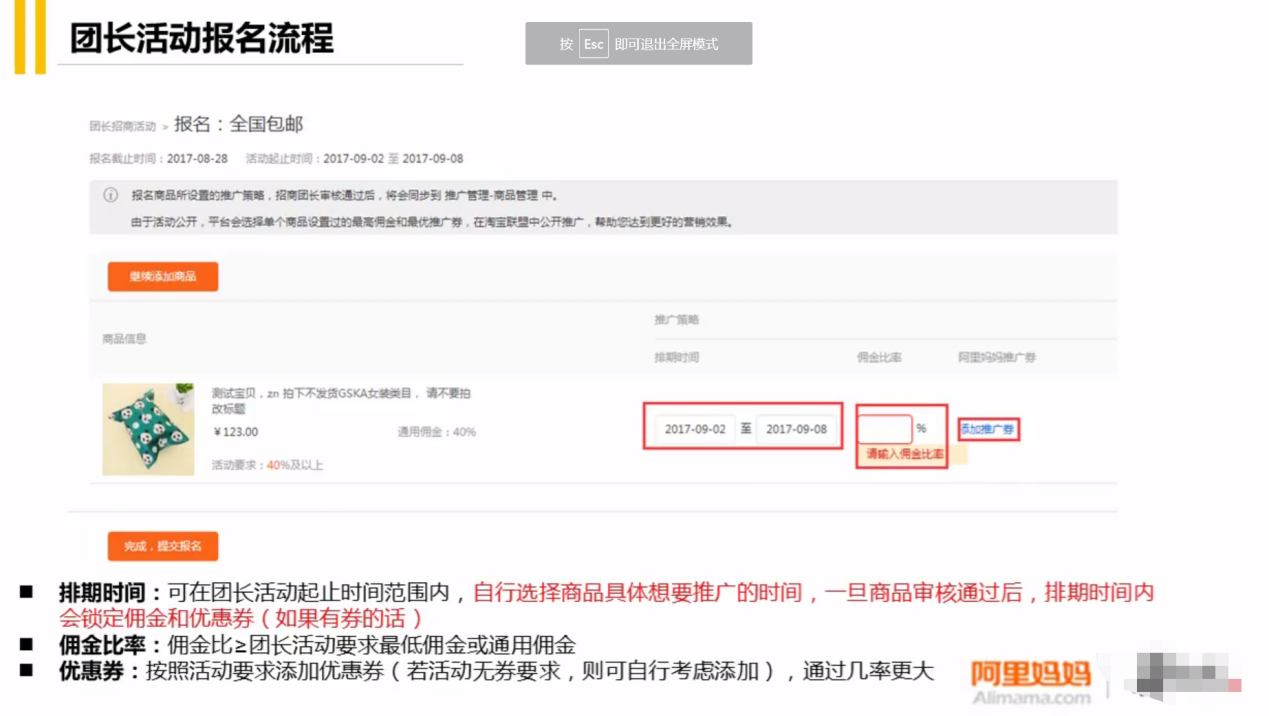 团长活动报名流程
按 Esc 即可退出全屏模式
团长招商活动 > 报名：全国包邮
报名截止时间：2017-08-28 活动起止时间：2017-09-02 至 2017-09-08
报名商品所设置的推广策略，招商团长审核通过后，将会同步到 推广管理-商品管理 中。
由于活动公开，平台会选择单个商品设置过的最高佣金和最优推广券，在淘宝联盟中公开推广，帮助您达到更好的营销效果。
继续添加商品
商品信息
推广策略
排期时间 佣金比率 阿里妈妈推广券
测试宝贝，zn 拍下不发货GSKA女装类目， 请不要拍
改标题
￥123.00 通用佣金：40%
活动要求：40%及以上
2017-09-02 至 2017-09-08 % 添加推广券
请输入佣金比率
完成，提交报名
■ 排期时间：可在团长活动起止时间范围内，自行选择商品具体想要推广的时间，一旦商品审核通过后，排期时间内
会锁定佣金和优惠券（如果有券的话）
■ 佣金比率：佣金比≥团长活动要求最低佣金或通用佣金
■ 优惠券：按照活动要求添加优惠券（若活动无券要求，则可自行考虑添加），通过几率更大
阿里妈妈
Alimama.com